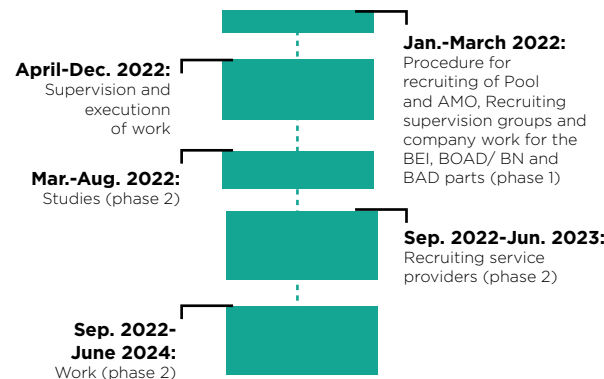 Jan.-March 2022:
Procedure for
recruiting of Pool
and AMO, Recruiting
supervision groups and
company work for the
BEI, BOAD/ BN and
BAD parts (phase 1)
April-Dec. 2022:
Supervision and
executionn
of work
Mar.-Aug. 2022:
Studies (phase 2)
Sep. 2022-Jun. 2023:
Recruiting service
providers (phase 2)
Sep. 2022-
June 2024:
Work (phase 2)